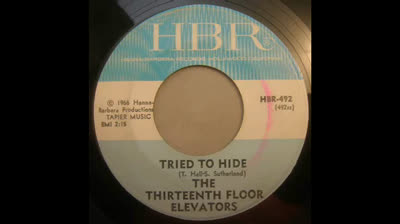 HBR
© 1966 Hanna-
Barbera Productions
TAPIER MUSIC
BMI 2:15
HBR-492
TRIED TO HIDE
(T. Hall-S. Sutherland)
THE
THIRTEENTH FLOOR
ELEVATORS